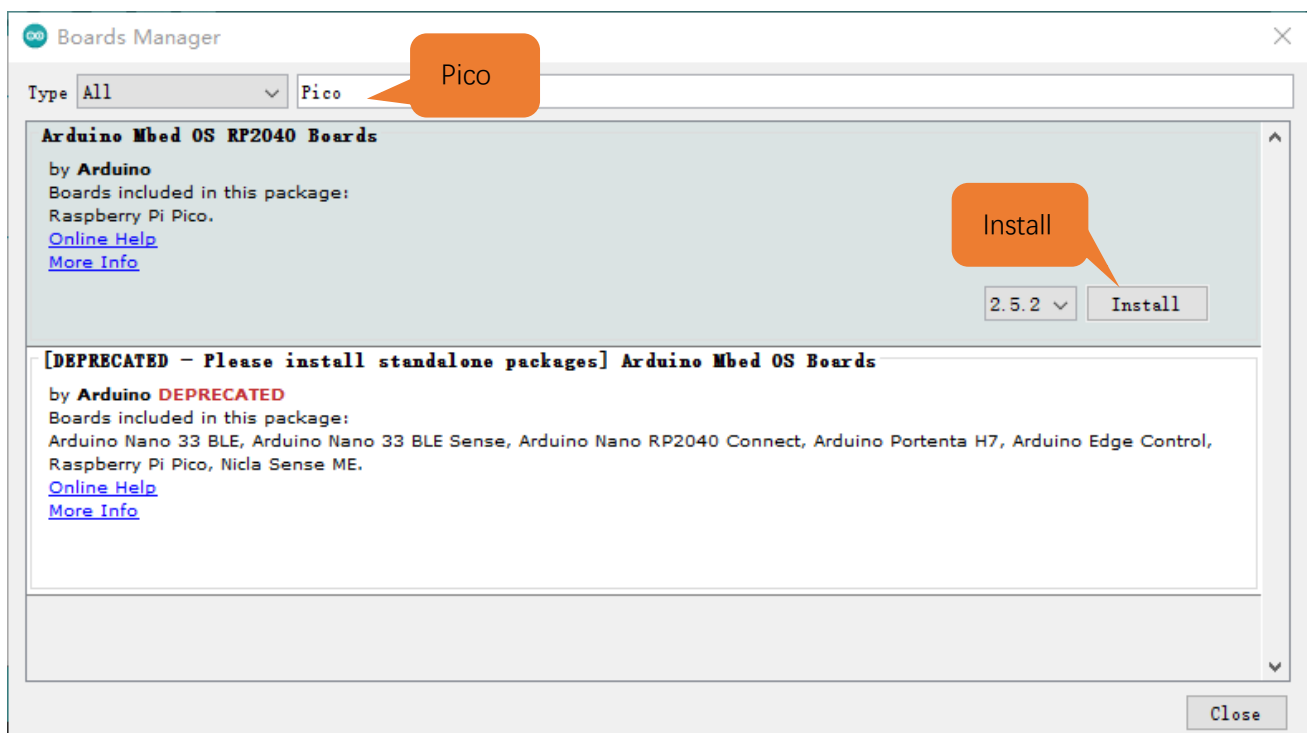 Boards Manager
Type All Pico
Pico
Arduino Mbed OS RP2040 Boards
by Arduino
Boards included in this package:
Raspberry Pi Pico.
Online Help
More Info
Install
2.5.2 Install
[DEPRECATED - Please install standalone packages] Arduino Mbed OS Boards
by Arduino DEPRECATED
Boards included in this package:
Arduino Nano 33 BLE, Arduino Nano 33 BLE Sense, Arduino Nano RP2040 Connect, Arduino Portenta H7, Arduino Edge Control,
Raspberry Pi Pico, Nicla Sense ME.
Online Help
More Info
Close